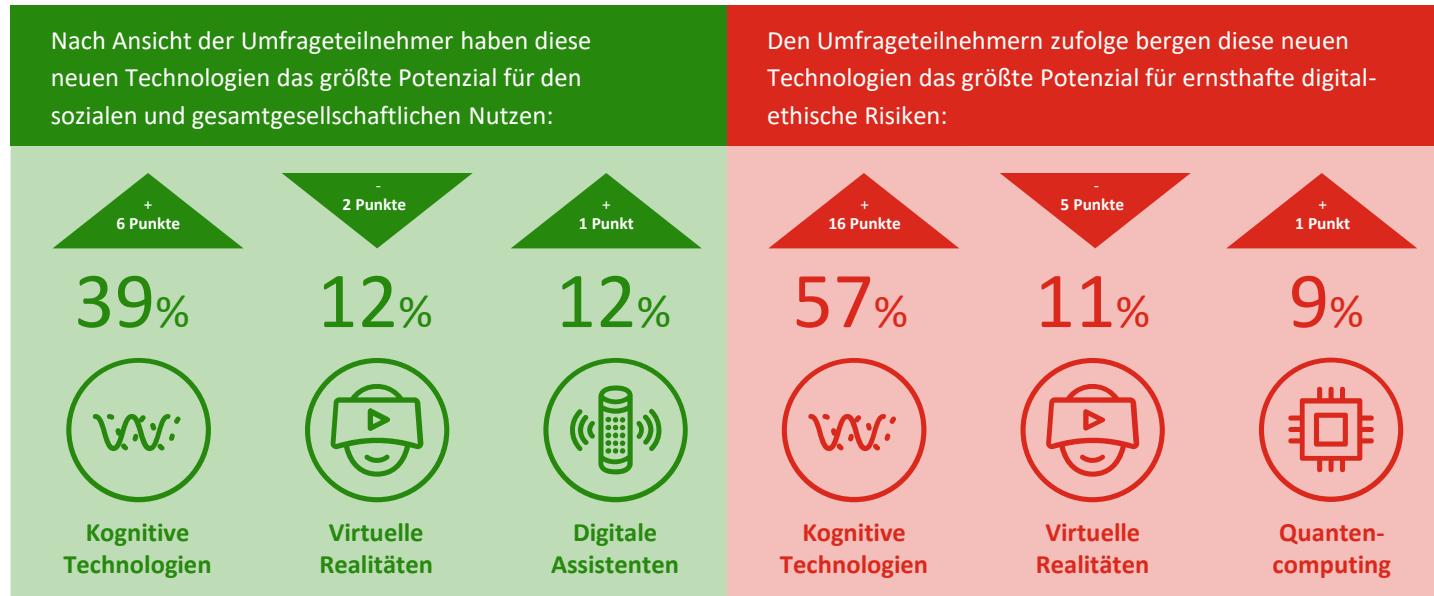 Nach Ansicht der Umfrageteilnehmer haben diese
neuen Technologien das größte Potenzial für den
sozialen und gesamtgesellschaftlichen Nutzen:
+
6 Punkte
-
2 Punkte
+
1 Punkt
39%
12%
12%
Kognitive
Technologien
Virtuelle
Realitäten
Digitale
Assistenten
Den Umfrageteilnehmern zufolge bergen diese neuen
Technologien das größte Potenzial für ernsthafte digital-
ethische Risiken:
+
16 Punkte
-
5 Punkte
+
1 Punkt
57%
11%
9%
Kognitive
Technologien
Virtuelle
Realitäten
Quanten-
computing